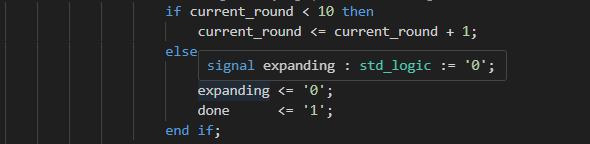 if current_round < 10 then
current_round <= current_round + 1;
else
signal expanding : std_logic := '0';
expanding <= '0';
done <= '1';
end if;